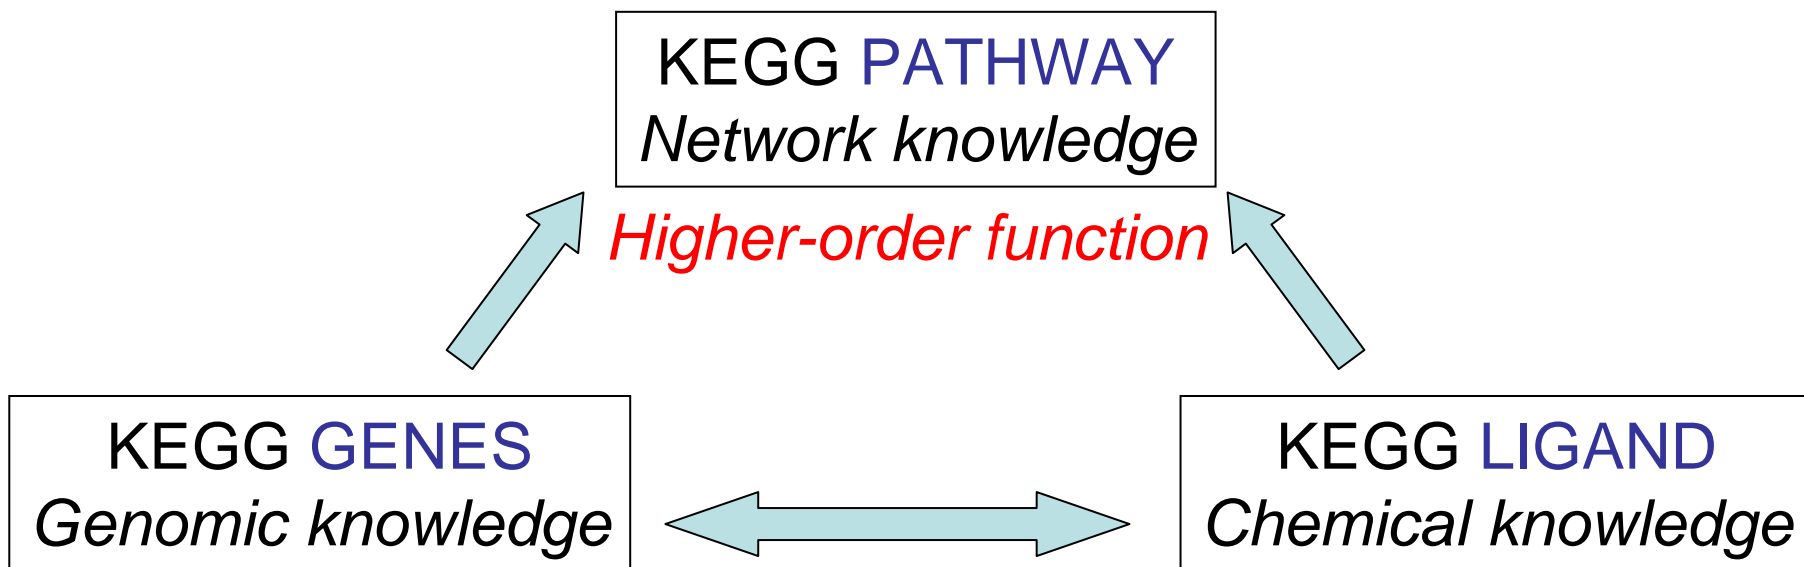 KEGG PATHWAY
Network knowledge
Higher-order function
KEGG GENES
Genomic knowledge
KEGG LIGAND
Chemical knowledge